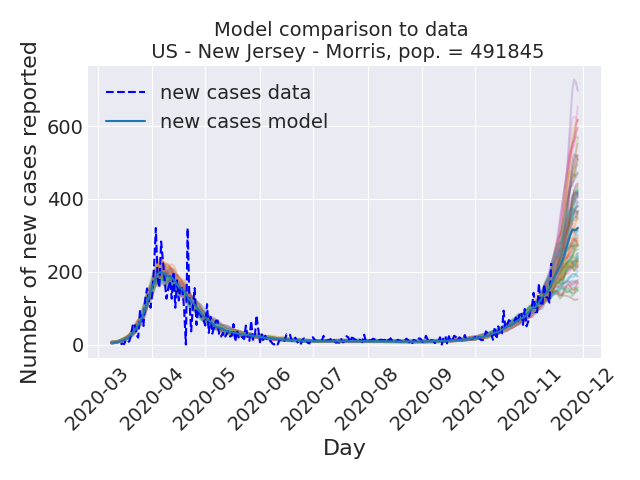 Model comparison to data
US - New Jersey - Morris, pop. = 491845
Number of new cases reported
new cases data
new cases model
600
400
200
0
2020-03
2020-04
2020-05
2020-06
2020-07
2020-08
2020-09
2020-10
2020-11
2020-12
Day